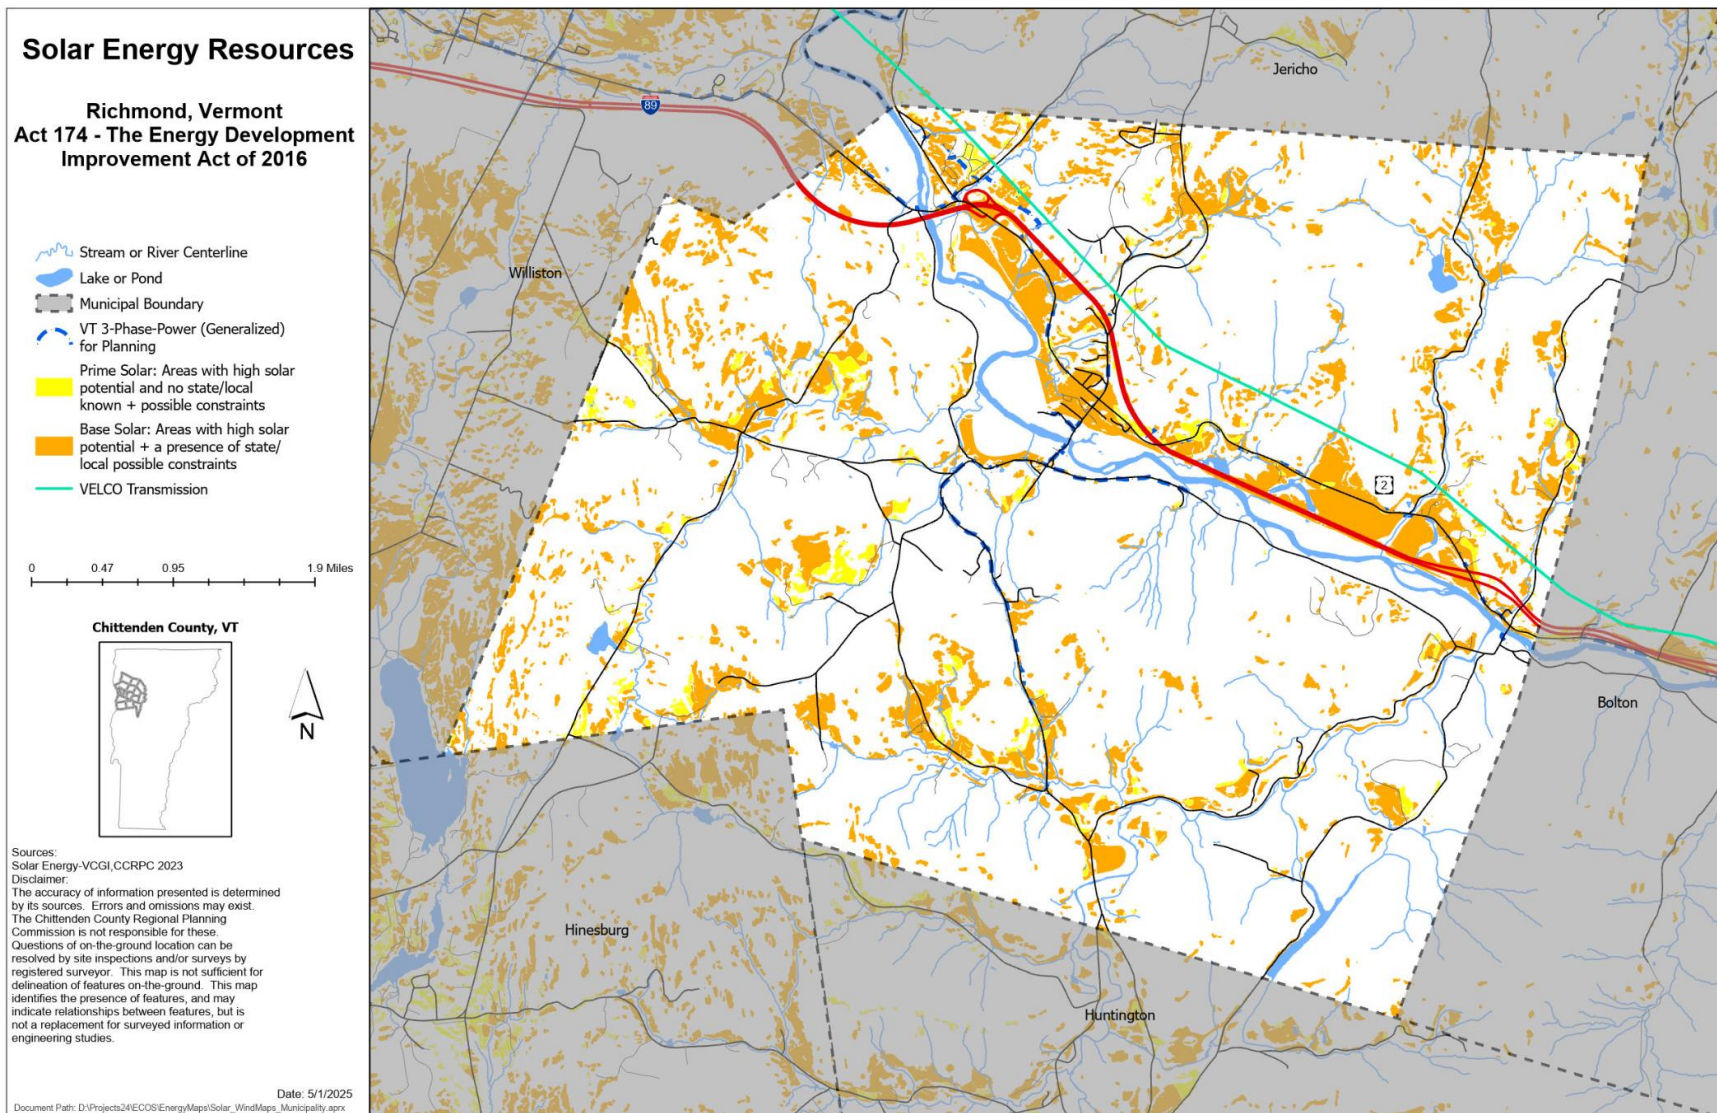 Solar Energy Resources
Richmond, Vermont
Act 174 - The Energy Development
Improvement Act of 2016
Stream or River Centerline
Lake or Pond
Municipal Boundary
VT 3-Phase-Power (Generalized)
for Planning
Prime Solar: Areas with high solar
potential and no state/local
known + possible constraints
Base Solar: Areas with high solar
potential + a presence of state/
local possible constraints
VELCO Transmission
0 0.47 0.95 1.9 Miles
Chittenden County, VT
N
Sources:
Solar Energy-VCGI,CCRPC 2023
Disclaimer:
The accuracy of information presented is determined
by its sources. Errors and omissions may exist.
The Chittenden County Regional Planning
Commission is not responsible for these.
Questions of on-the-ground location can be
resolved by site inspections and/or surveys by
registered surveyor. This map is not sufficient for
delineation of features on-the-ground. This map
identifies the presence of features, and may
indicate relationships between features, but is
not a replacement for surveyed information or
engineering studies.
Date: 5/1/2025
Document Path: D:\Projects24\ECOS\EnergyMaps\Solar_WindMaps_Municipality.aprx
Jericho
89
Williston
2
Bolton
Hinesburg
Huntington